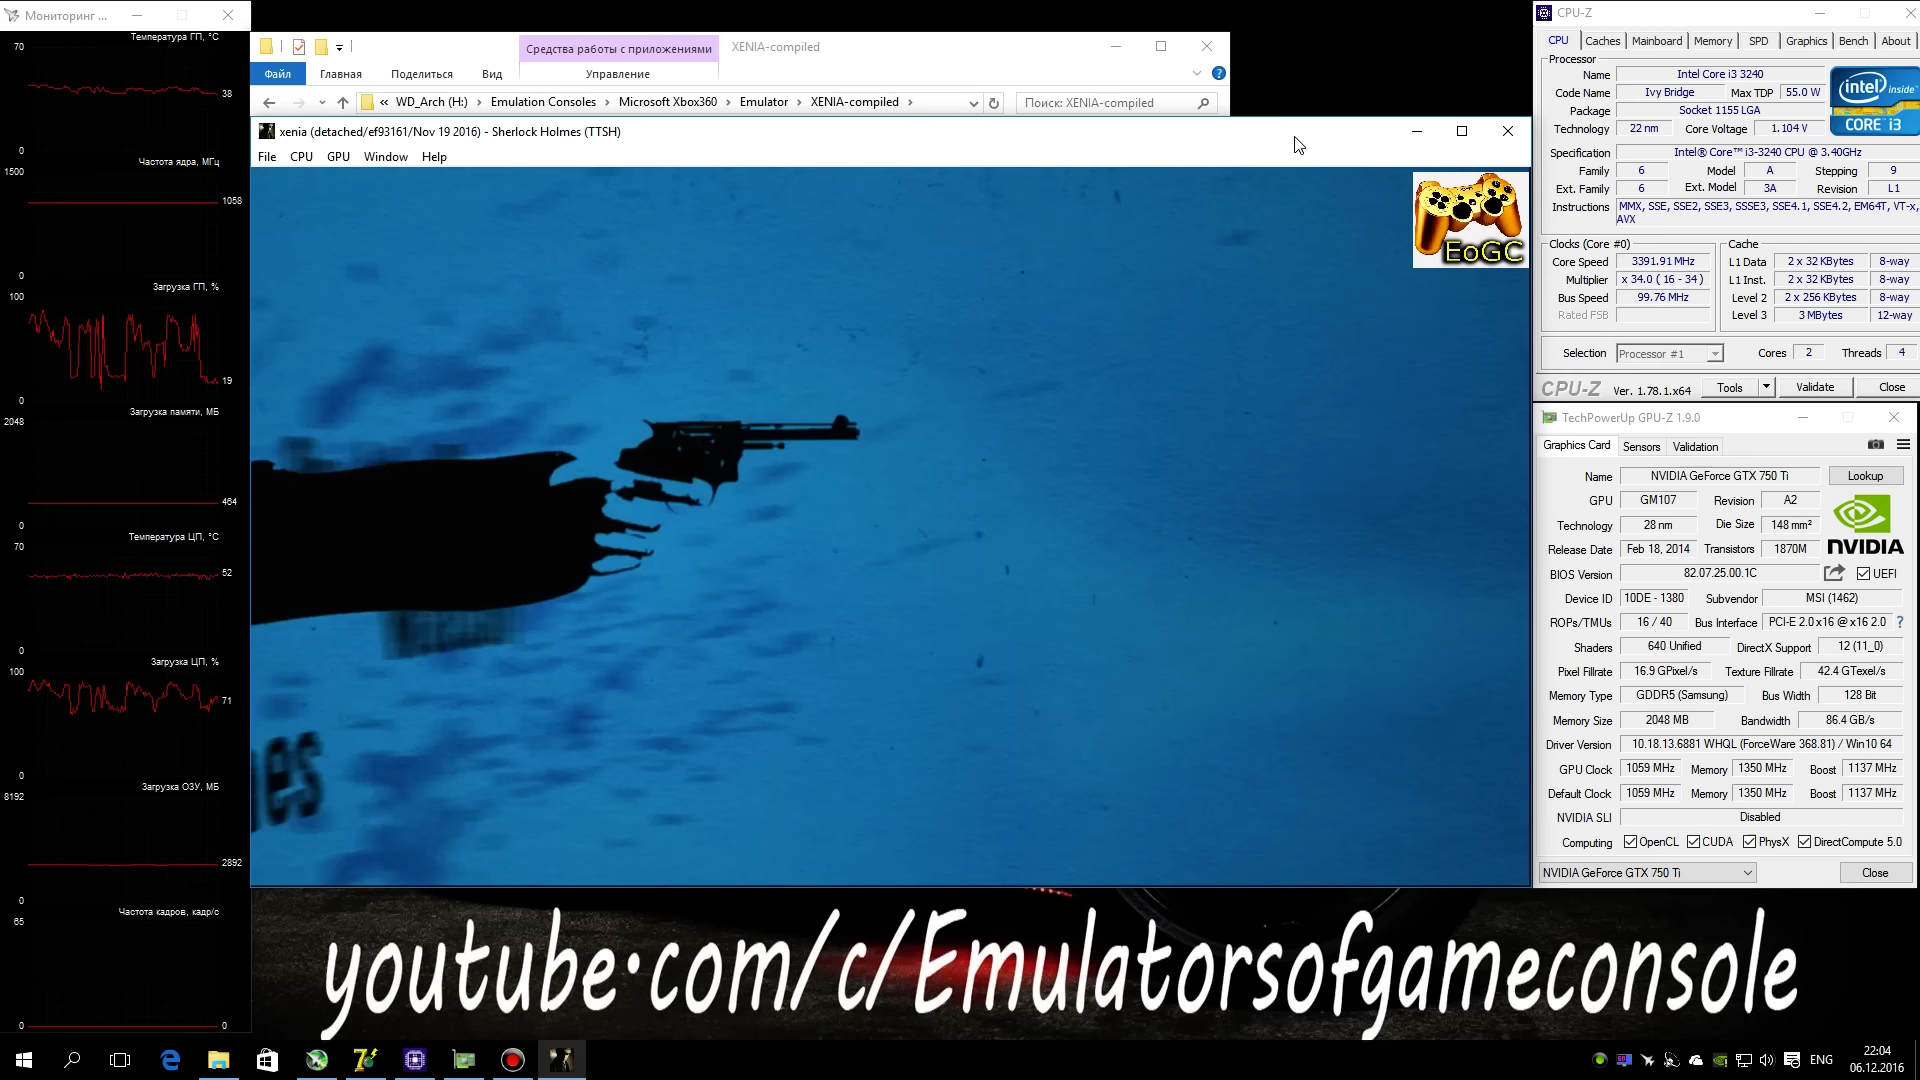 Мониторинг ...
Температура ГП, °C
70
38
0
Частота ядра, МГц
1500
1058
0
Загрузка ГП, %
100
19
0
Загрузка памяти, МБ
2048
464
0
Температура ЦП, °C
70
52
0
Загрузка ЦП, %
100
71
0
Загрузка ОЗУ, МБ
8192
2892
0
Частота кадров, кадр/с
65
0
0
Средства работы с приложениями
XENIA-compiled
Файл
Главная
Поделиться
Вид
Управление
« WD_Arch (H:) › Emulation Consoles › Microsoft Xbox360 › Emulator › XENIA-compiled ›
Поиск: XENIA-compiled
xenia (detached/ef93161/Nov 19 2016) - Sherlock Holmes (TTSH)
File CPU GPU Window Help
EoGC
es
youtube.com/c/Emulatorsofgameconsole
CPU-Z
CPU Caches Mainboard Memory SPD Graphics Bench About
Processor
Name Intel Core i3 3240
Code Name Ivy Bridge Max TDP 55.0 W
Package Socket 1155 LGA
Technology 22 nm Core Voltage 1.104 V
intel inside™
CORE i3
Specification Intel® Core™ i3-3240 CPU @ 3.40GHz
Family 6 Model A Stepping 9
Ext. Family 6 Ext. Model 3A Revision L1
Instructions MMX, SSE, SSE2, SSE3, SSSE3, SSE4.1, SSE4.2, EM64T, VT-x,
AVX
Clocks (Core #0)
Core Speed 3391.91 MHz
Multiplier x 34.0 ( 16 - 34 )
Bus Speed 99.76 MHz
Rated FSB
Cache
L1 Data 2 x 32 KBytes 8-way
L1 Inst. 2 x 32 KBytes 8-way
Level 2 2 x 256 KBytes 8-way
Level 3 3 MBytes 12-way
Selection Processor #1 Cores 2 Threads 4
CPU-Z Ver. 1.78.1.x64 Tools Validate Close
TechPowerUp GPU-Z 1.9.0
Graphics Card Sensors Validation
Name NVIDIA GeForce GTX 750 Ti Lookup
GPU GM107 Revision A2
Technology 28 nm Die Size 148 mm²
Release Date Feb 18, 2014 Transistors 1870M
NVIDIA
BIOS Version 82.07.25.00.1C UEFI
Device ID 10DE - 1380 Subvendor MSI (1462)
ROPs/TMUs 16 / 40 Bus Interface PCI-E 2.0 x16 @ x16 2.0 ?
Shaders 640 Unified DirectX Support 12 (11_0)
Pixel Fillrate 16.9 GPixel/s Texture Fillrate 42.4 GTexel/s
Memory Type GDDR5 (Samsung) Bus Width 128 Bit
Memory Size 2048 MB Bandwidth 86.4 GB/s
Driver Version 10.18.13.6881 WHQL (ForceWare 368.81) / Win10 64
GPU Clock 1059 MHz Memory 1350 MHz Boost 1137 MHz
Default Clock 1059 MHz Memory 1350 MHz Boost 1137 MHz
NVIDIA SLI Disabled
Computing OpenCL CUDA PhysX DirectCompute 5.0
NVIDIA GeForce GTX 750 Ti Close
ENG
22:04
06.12.2016